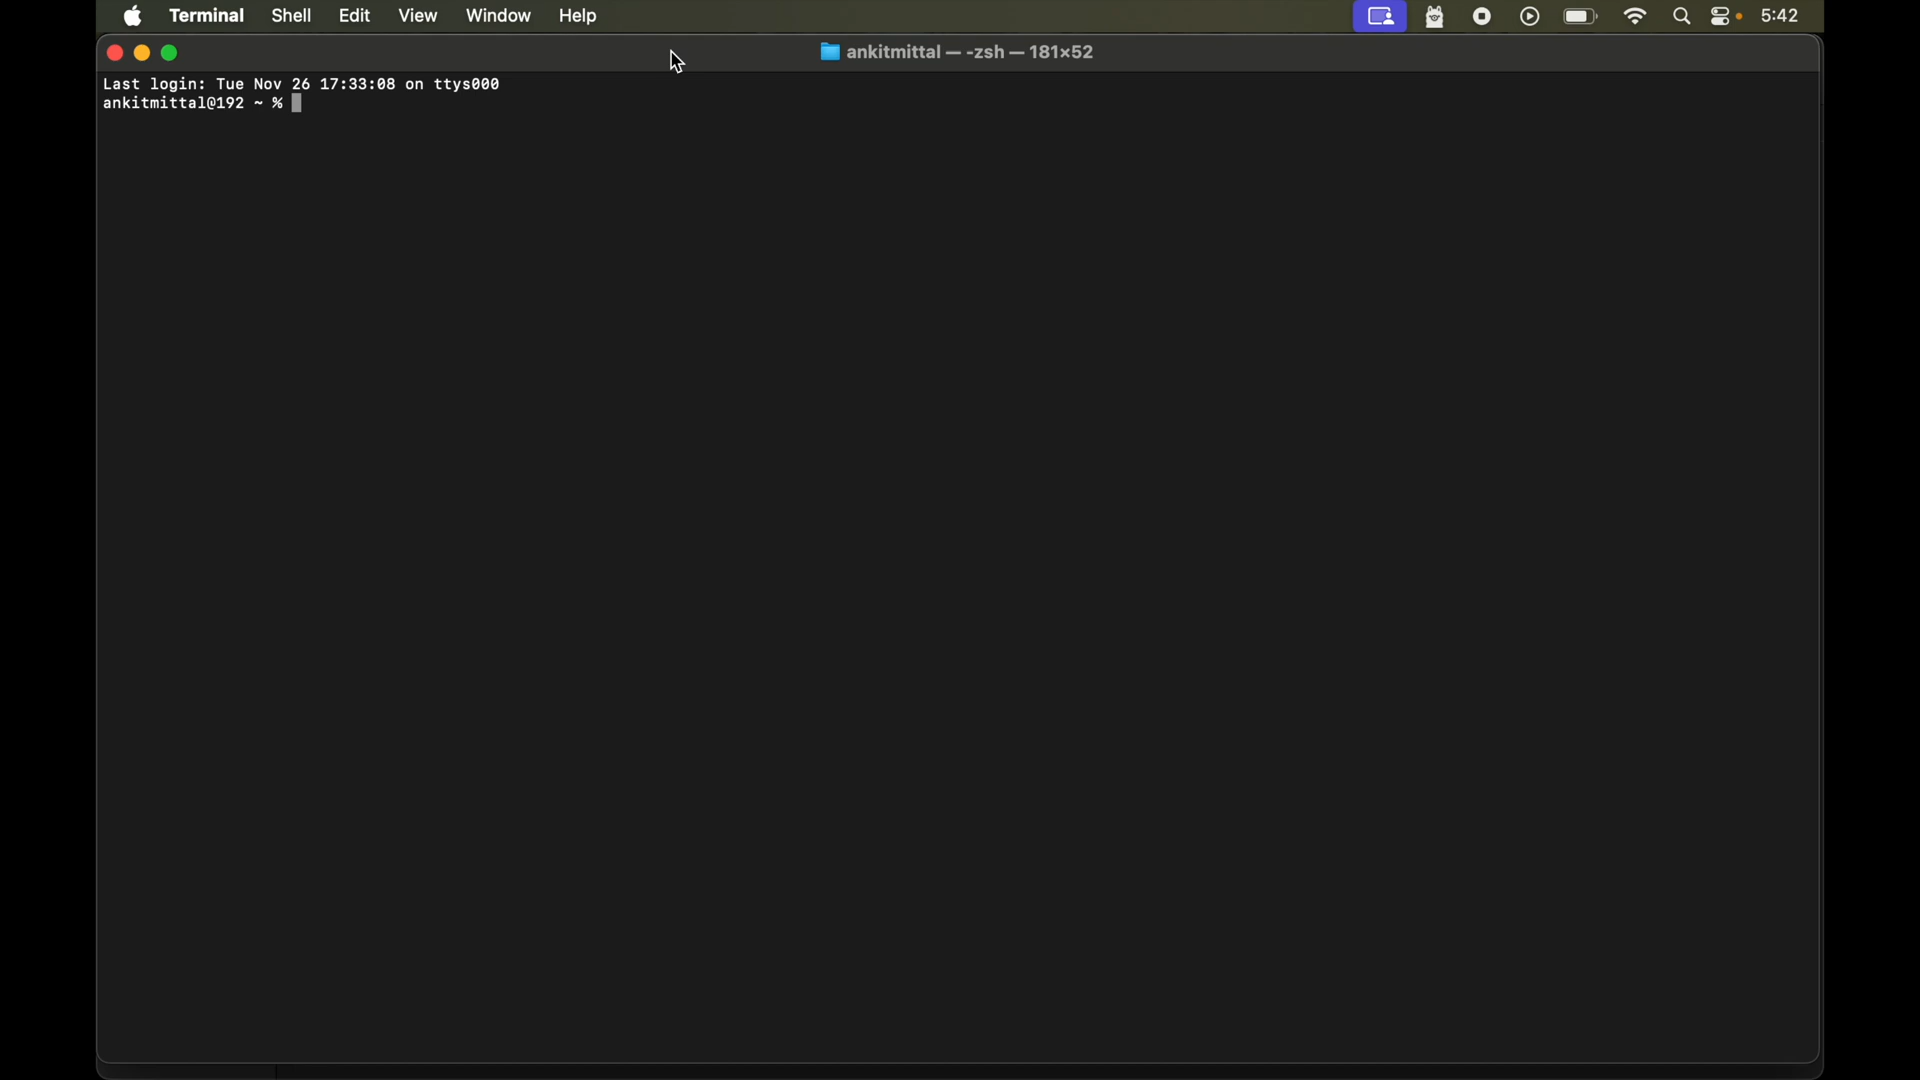 Terminal Shell Edit View Window Help 5:42
ankitmittal — -zsh — 181×52
Last login: Tue Nov 26 17:33:08 on ttys000
ankitmittal@192 ~ %